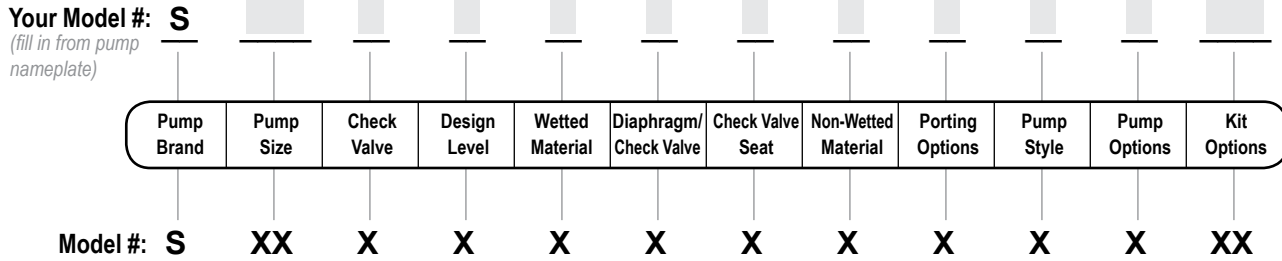 Your Model #: S
(fill in from pump
nameplate)
Pump Pump Check Design Wetted Diaphragm/ Check Valve Non-Wetted Porting Pump Pump Kit
Brand Size Valve Level Material Check Valve Seat Material Options Style Options Options
Model #: S XX X X X X X X X X X XX